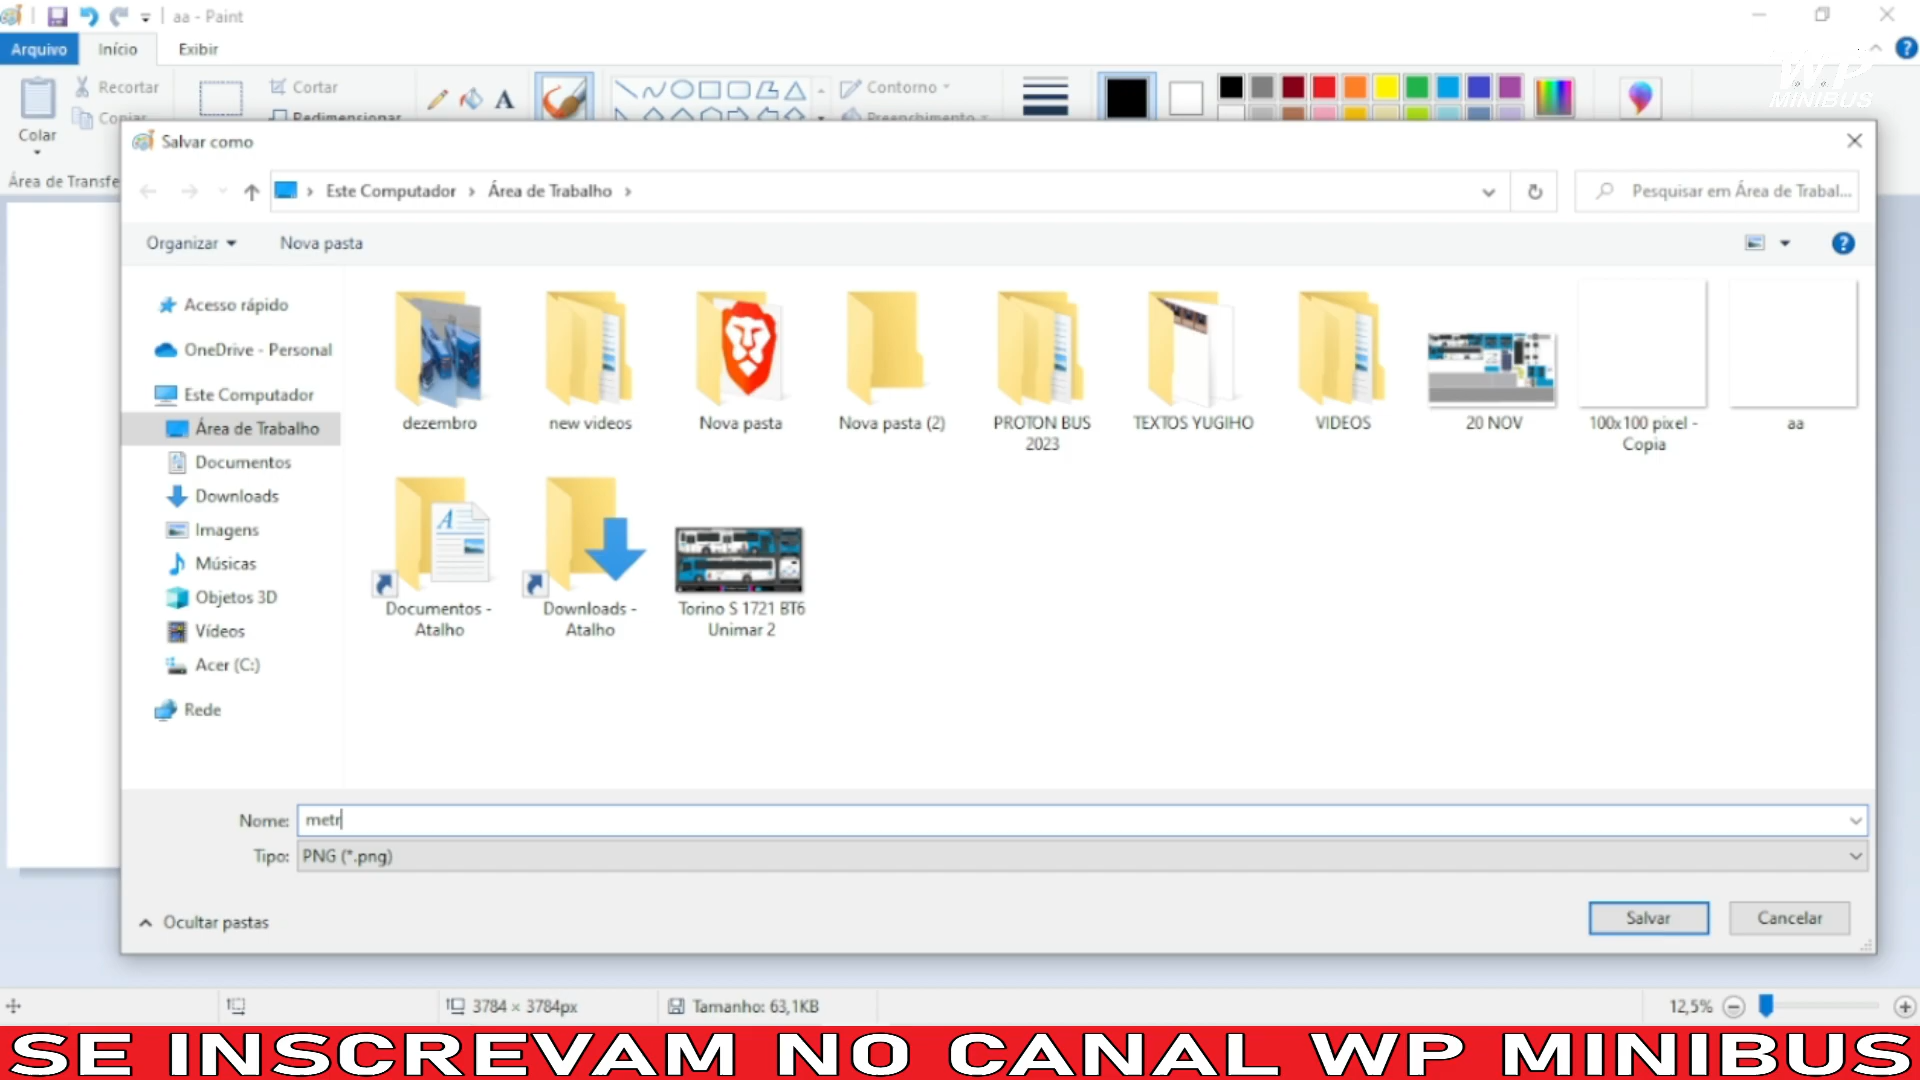 aa - Paint
Arquivo
Início
Exibir
Colar
Recortar
Copiar
Cortar
Redimensionar
A
Contorno
Preenchimento
WP
MINIBUS
Área de Transfe
Salvar como
Este Computador > Área de Trabalho >
Pesquisar em Área de Trabal...
Organizar
Nova pasta
Acesso rápido
OneDrive - Personal
Este Computador
Área de Trabalho
Documentos
Downloads
Imagens
Músicas
Objetos 3D
Vídeos
Acer (C:)
Rede
dezembro
new videos
Nova pasta
Nova pasta (2)
PROTON BUS
2023
TEXTOS YUGIHO
VIDEOS
20 NOV
100x100 pixel -
Copia
aa
Documentos -
Atalho
Downloads -
Atalho
Torino S 1721 BT6
Unimar 2
Nome: metr
Tipo: PNG (*.png)
Ocultar pastas
Salvar
Cancelar
3784 × 3784px
Tamanho: 63,1KB
12,5%
SE INSCREVAM NO CANAL WP MINIBUS